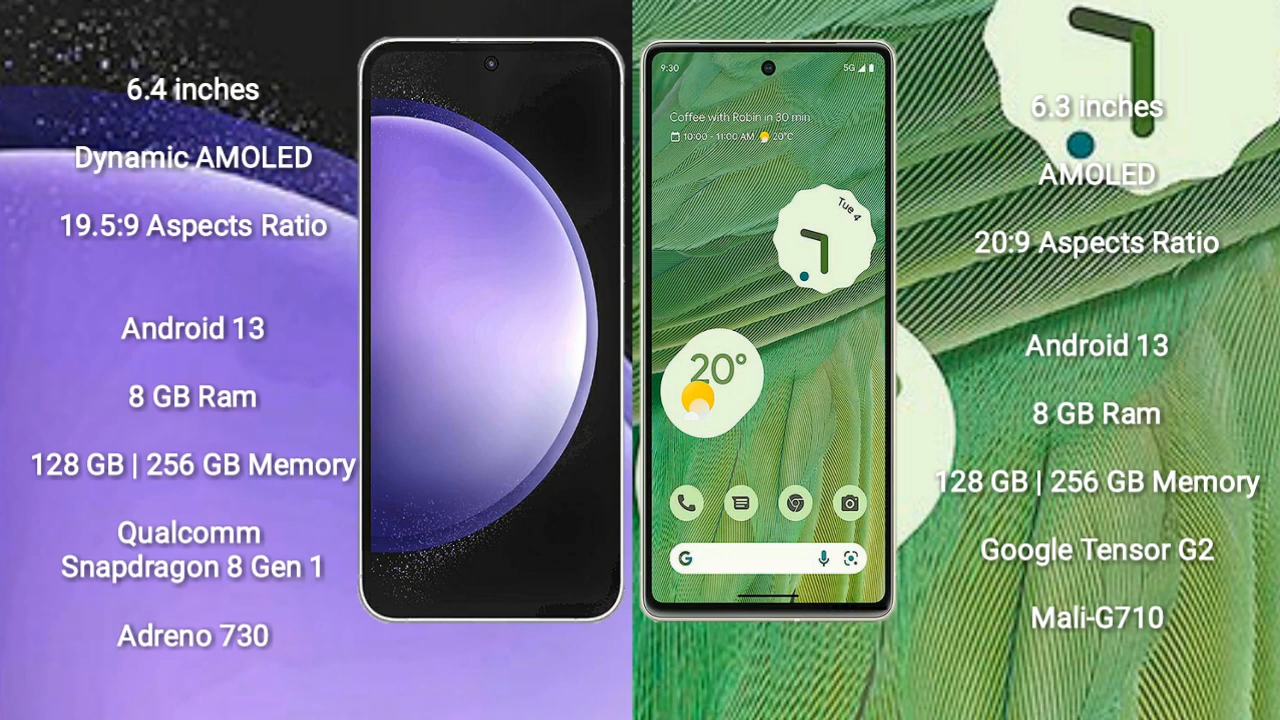 6.4 inches
Dynamic AMOLED
19.5:9 Aspects Ratio
Android 13
8 GB Ram
128 GB | 256 GB Memory
Qualcomm
Snapdragon 8 Gen 1
Adreno 730
9:30
5G
Coffee with Robin in 30 min
10:00 - 11:00 AM
20°C
Tue 4
20°
G
6.3 inches
AMOLED
20:9 Aspects Ratio
Android 13
8 GB Ram
128 GB | 256 GB Memory
Google Tensor G2
Mali-G710